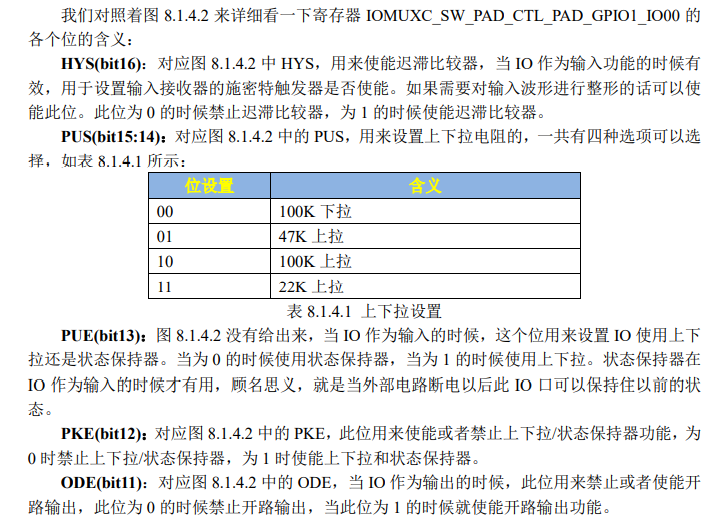 我们对照着图 8.1.4.2 来详细看一下寄存器 IOMUXC_SW_PAD_CTL_PAD_GPIO1_IO00 的
各个位的含义：
HYS(bit16)：对应图 8.1.4.2 中 HYS，用来使能迟滞比较器，当 IO 作为输入功能的时候有
效，用于设置输入接收器的施密特触发器是否使能。如果需要对输入波形进行整形的话可以使
能此位。此位为 0 的时候禁止迟滞比较器，为 1 的时候使能迟滞比较器。
PUS(bit15:14)：对应图 8.1.4.2 中的 PUS，用来设置上下拉电阻的，一共有四种选项可以选
择，如表 8.1.4.1 所示：
位设置 含义
00 100K 下拉
01 47K 上拉
10 100K 上拉
11 22K 上拉
表 8.1.4.1 上下拉设置
PUE(bit13)：图 8.1.4.2 没有给出来，当 IO 作为输入的时候，这个位用来设置 IO 使用上下
拉还是状态保持器。当为 0 的时候使用状态保持器，当为 1 的时候使用上下拉。状态保持器在
IO 作为输入的时候才有用，顾名思义，就是当外部电路断电以后此 IO 口可以保持住以前的状
态。
PKE(bit12)：对应图 8.1.4.2 中的 PKE，此位用来使能或者禁止上下拉/状态保持器功能，为
0 时禁止上下拉/状态保持器，为 1 时使能上下拉和状态保持器。
ODE(bit11)：对应图 8.1.4.2 中的 ODE，当 IO 作为输出的时候，此位用来禁止或者使能开
路输出，此位为 0 的时候禁止开路输出，当此位为 1 的时候就使能开路输出功能。